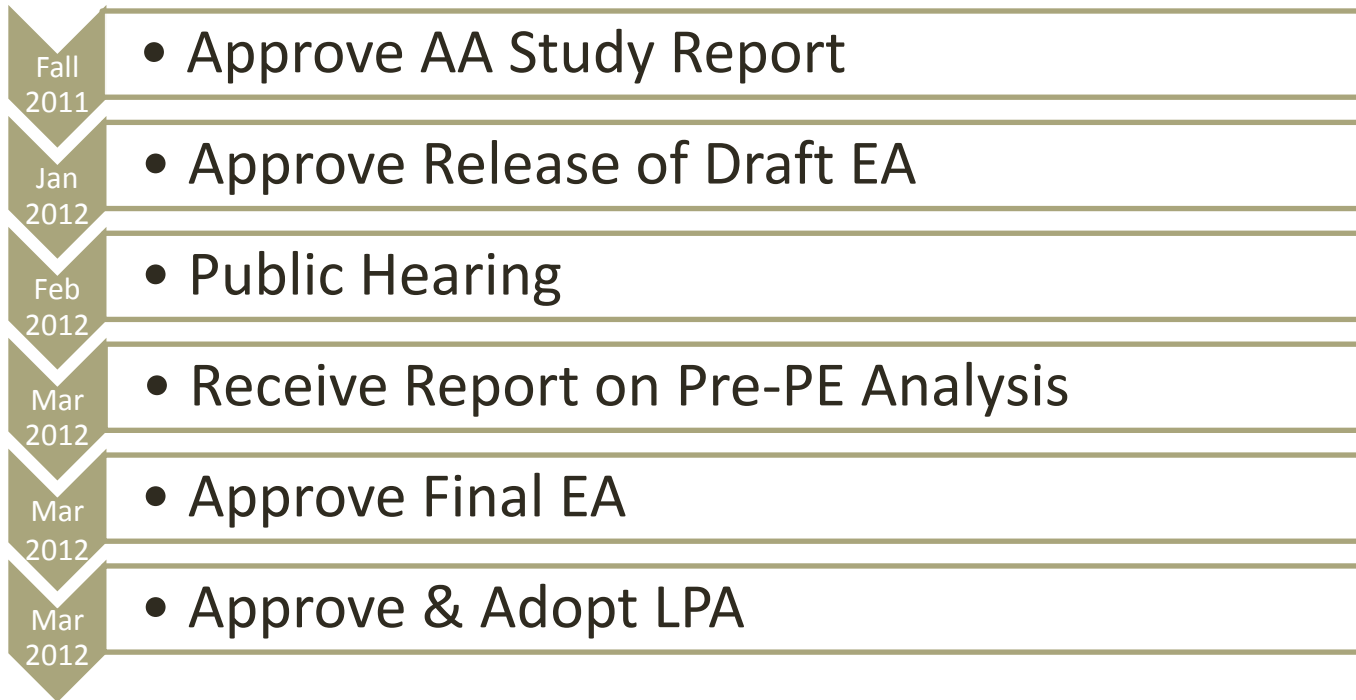 Fall
2011
• Approve AA Study Report
Jan
2012
• Approve Release of Draft EA
Feb
2012
• Public Hearing
Mar
2012
• Receive Report on Pre-PE Analysis
Mar
2012
• Approve Final EA
Mar
2012
• Approve & Adopt LPA